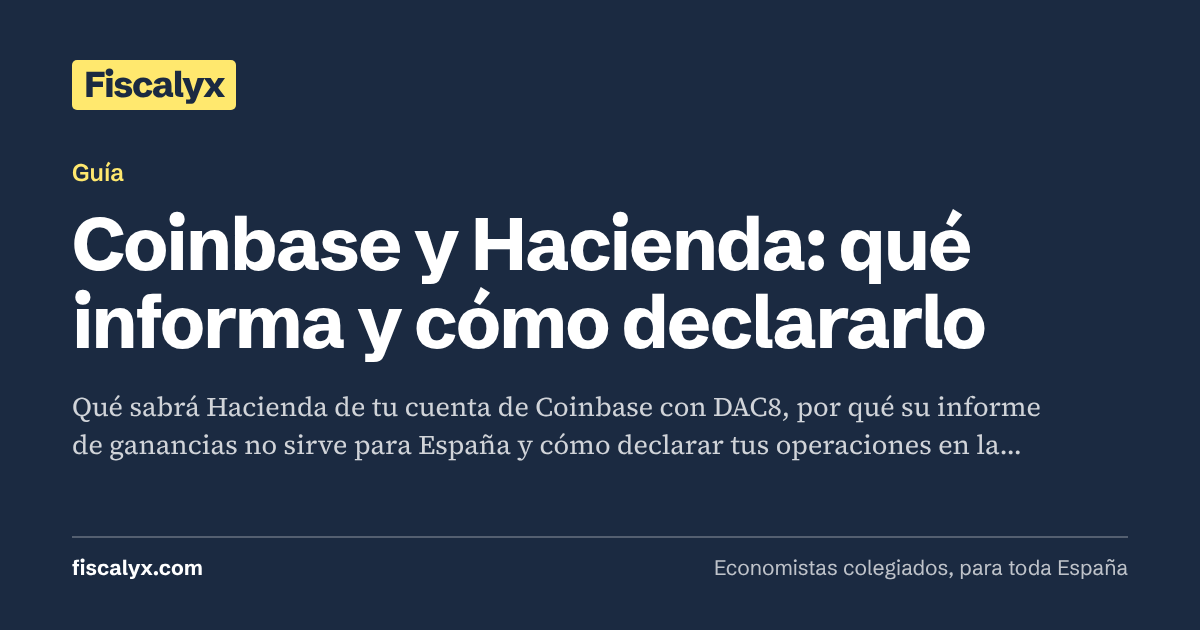 Fiscalyx
Guía
Coinbase y Hacienda: qué
informa y cómo declararlo
Qué sabrá Hacienda de tu cuenta de Coinbase con DAC8, por qué su informe
de ganancias no sirve para España y cómo declarar tus operaciones en la...
fiscalyx.com
Economistas colegiados, para toda España